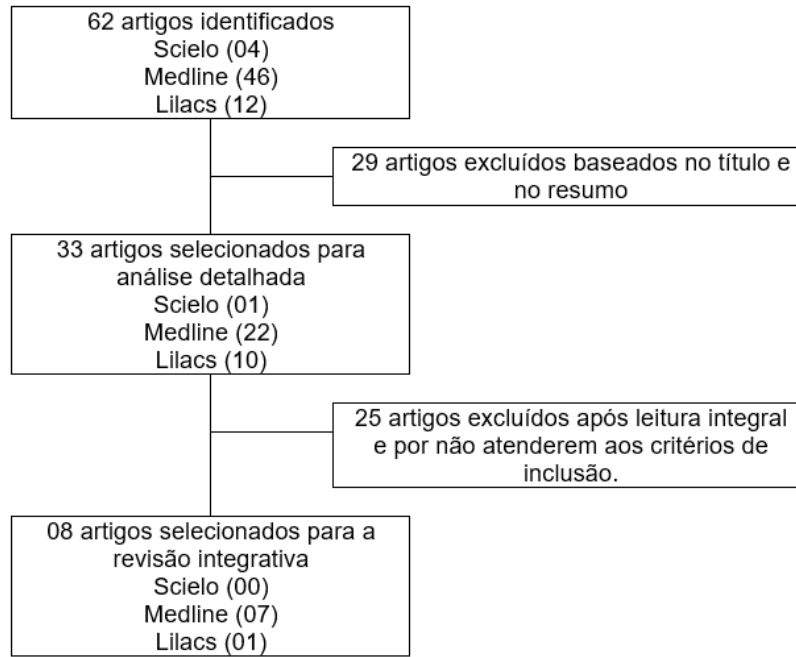 62 artigos identificados
Scielo (04)
Medline (46)
Lilacs (12)
29 artigos excluídos baseados no título e
no resumo
33 artigos selecionados para
análise detalhada
Scielo (01)
Medline (22)
Lilacs (10)
25 artigos excluídos após leitura integral
e por não atenderem aos critérios de
inclusão.
08 artigos selecionados para a
revisão integrativa
Scielo (00)
Medline (07)
Lilacs (01)